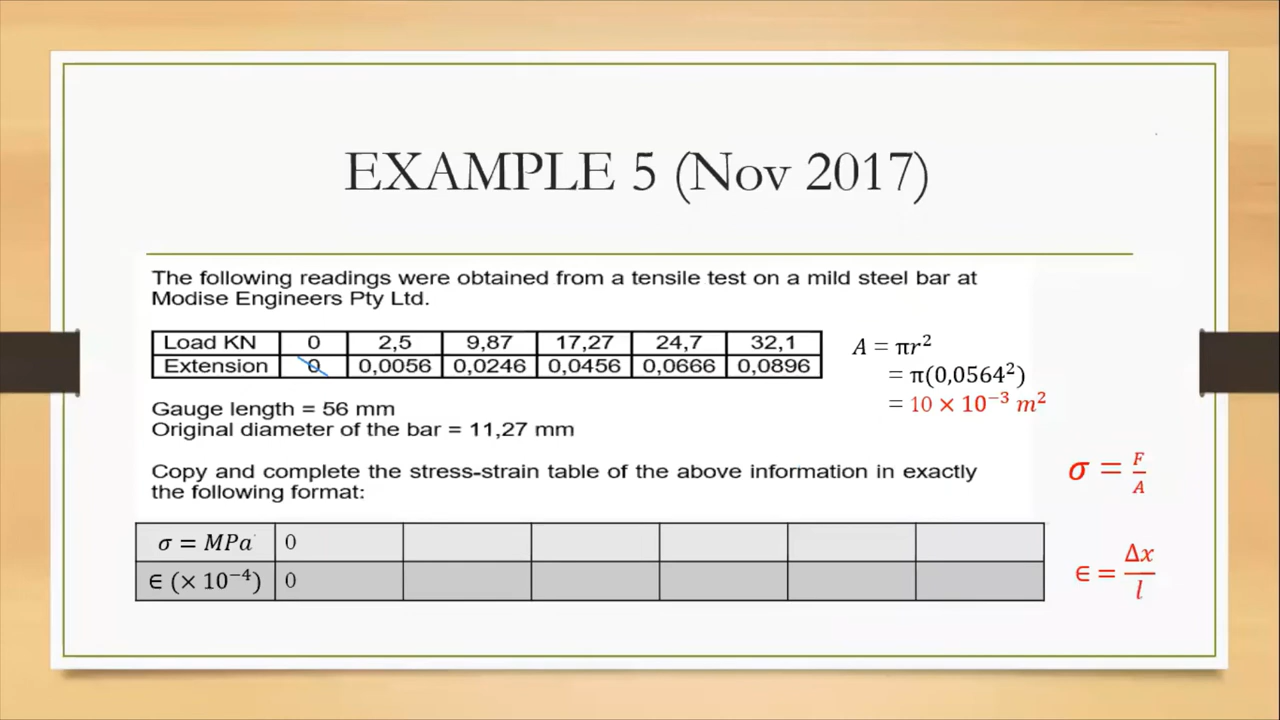 EXAMPLE 5 (Nov 2017)
The following readings were obtained from a tensile test on a mild steel bar at
Modise Engineers Pty Ltd.
Load KN 0 2,5 9,87 17,27 24,7 32,1
Extension 0 0,0056 0,0246 0,0456 0,0666 0,0896
A = πr²
= π(0,0564²)
= 10 × 10⁻³ m²
Gauge length = 56 mm
Original diameter of the bar = 11,27 mm
Copy and complete the stress-strain table of the above information in exactly
the following format:
σ = F/A
σ = MPa 0
∈ (× 10⁻⁴) 0
∈ = Δx/l